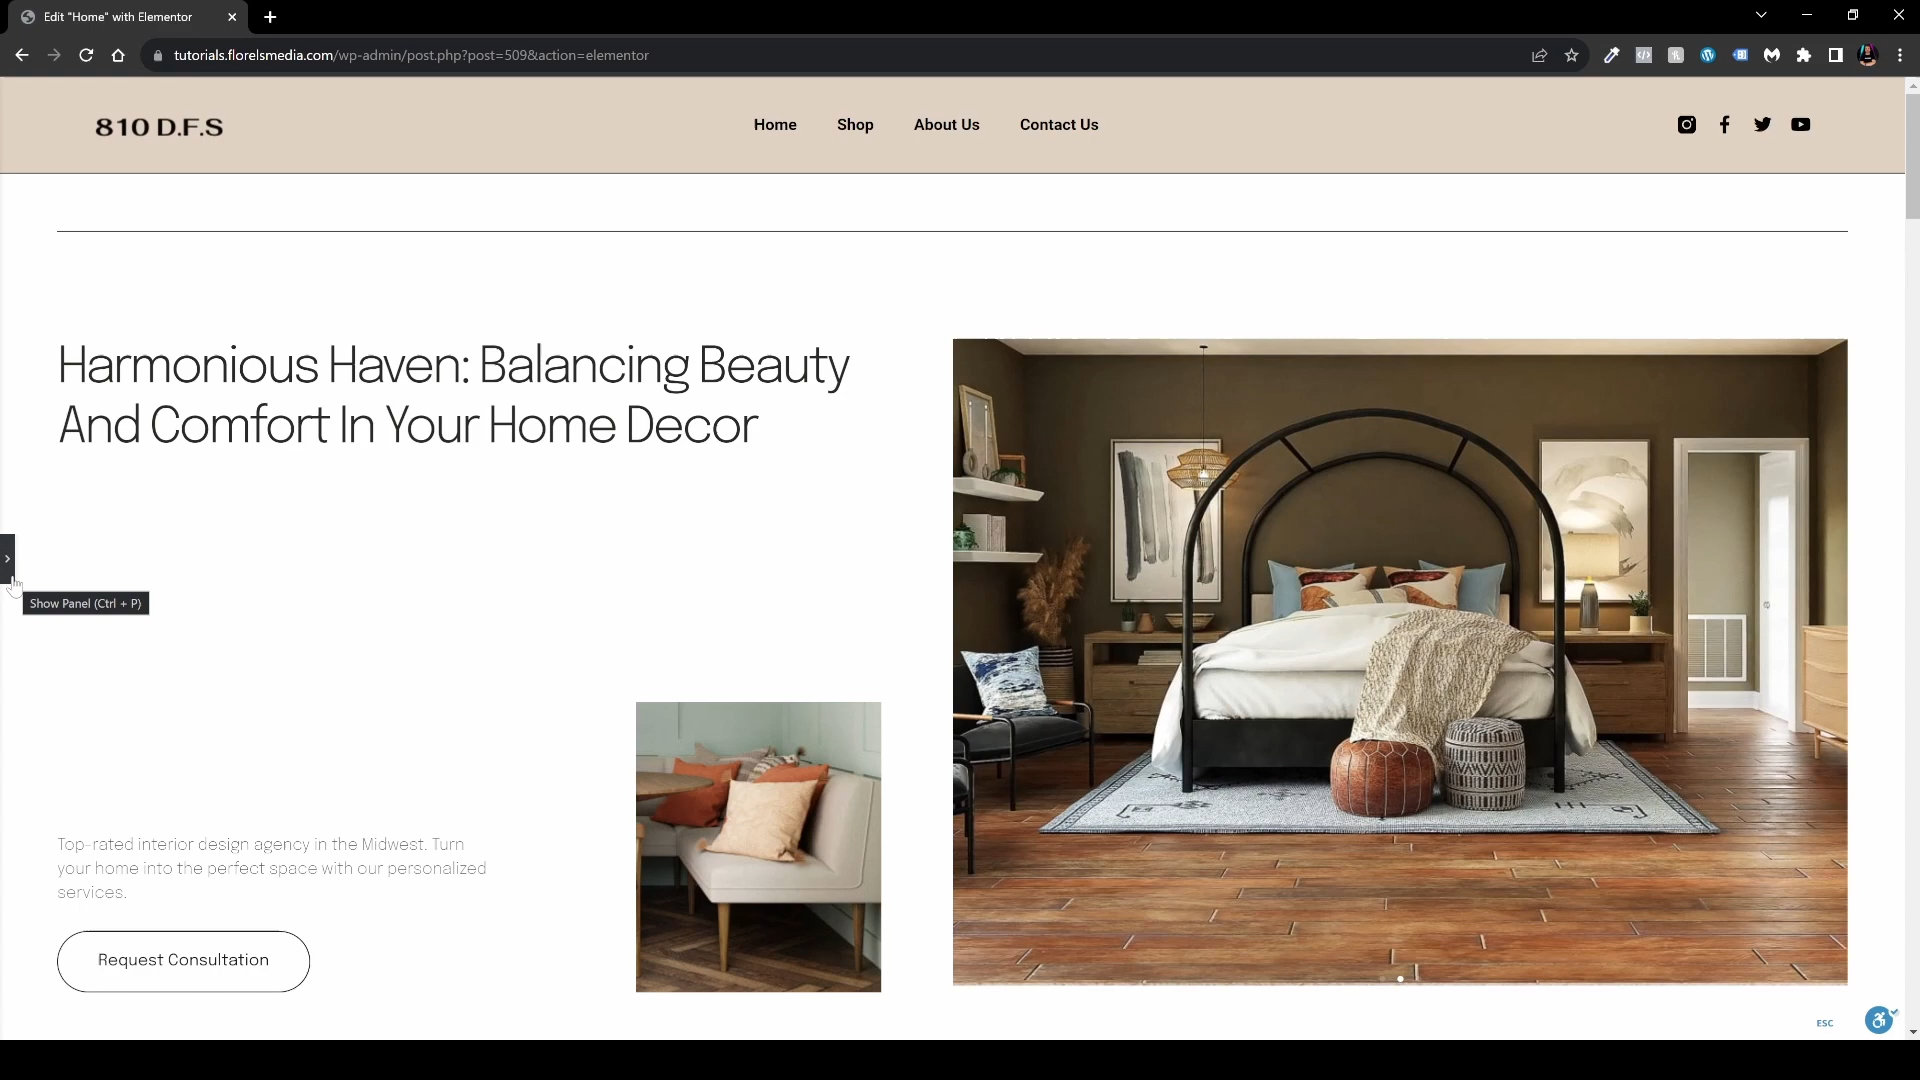 Edit "Home" with Elementor
tutorials.florelsmedia.com/wp-admin/post.php?post=509&action=elementor
810 D.F.S
Home
Shop
About Us
Contact Us
Harmonious Haven: Balancing Beauty
And Comfort In Your Home Decor
Show Panel (Ctrl + P)
Top-rated interior design agency in the Midwest. Turn
your home into the perfect space with our personalized
services.
Request Consultation
ESC